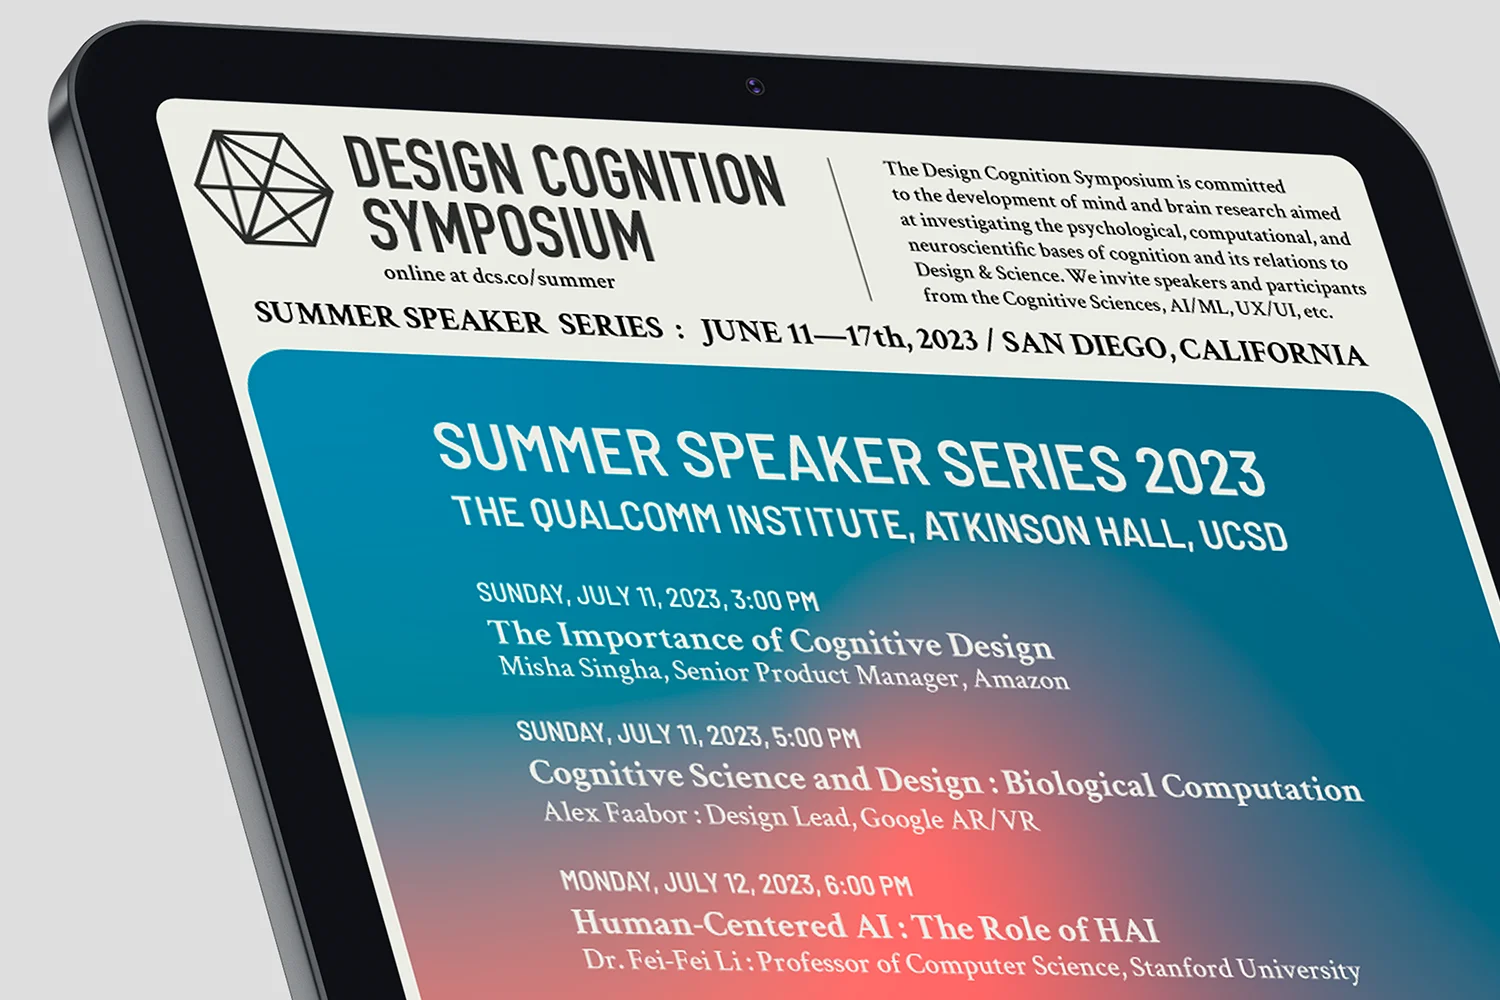 DESIGN COGNITION
SYMPOSIUM
online at dcs.co/summer
The Design Cognition Symposium is committed
to the development of mind and brain research aimed
at investigating the psychological, computational, and
neuroscientific bases of cognition and its relations to
Design & Science. We invite speakers and participants
from the Cognitive Sciences, AI/ML, UX/UI, etc.
SUMMER SPEAKER SERIES : JUNE 11—17th, 2023 / SAN DIEGO, CALIFORNIA
SUMMER SPEAKER SERIES 2023
THE QUALCOMM INSTITUTE, ATKINSON HALL, UCSD
SUNDAY, JULY 11, 2023, 3:00 PM
The Importance of Cognitive Design
Misha Singha, Senior Product Manager, Amazon
SUNDAY, JULY 11, 2023, 5:00 PM
Cognitive Science and Design : Biological Computation
Alex Faabor : Design Lead, Google AR/VR
MONDAY, JULY 12, 2023, 6:00 PM
Human-Centered AI : The Role of HAI
Dr. Fei-Fei Li : Professor of Computer Science, Stanford University